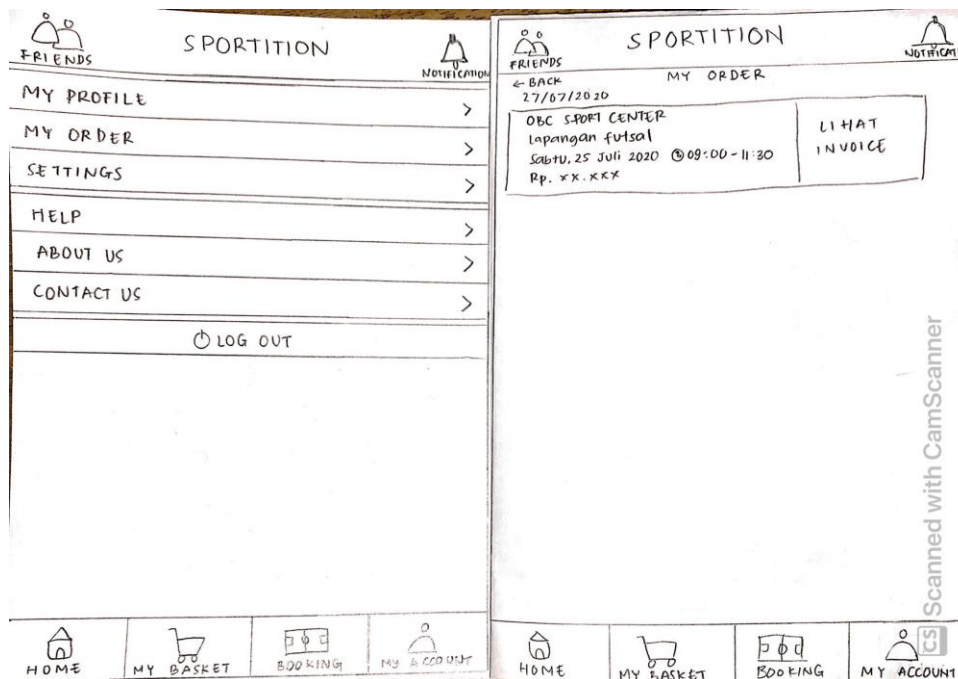 SPORTITION
FRIENDS
NOTIFICATION
MY PROFILE
MY ORDER
SETTINGS
HELP
ABOUT US
CONTACT US
LOG OUT
HOME
MY BASKET
BOOKING
MY ACCOUNT
SPORTITION
FRIENDS
NOTIFICATI
← BACK
MY ORDER
27/07/2020
OBC SPORT CENTER
Lapangan futsal
Sabtu, 25 Juli 2020 09:00 - 11:30
Rp. xx.xxx
LIHAT
INVOICE
HOME
MY BASKET
BOOKING
MY ACCOUNT
CS Scanned with CamScanner